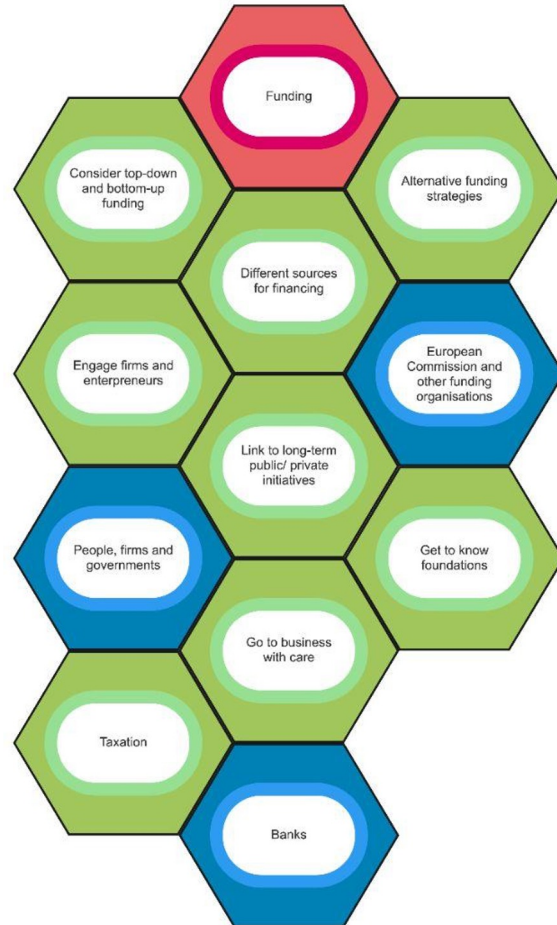 Funding
Consider top-down
and bottom-up
funding
Alternative funding
strategies
Different sources
for financing
Engage firms and
enterpreneurs
European
Commission and
other funding
organisations
Link to long-term
public/ private
initiatives
People, firms and
governments
Get to know
foundations
Go to business
with care
Taxation
Banks